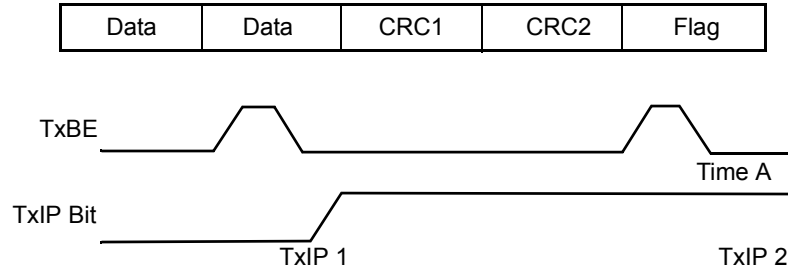 Data Data CRC1 CRC2 Flag
TxBE
Time A
TxIP Bit
TxIP 1 TxIP 2